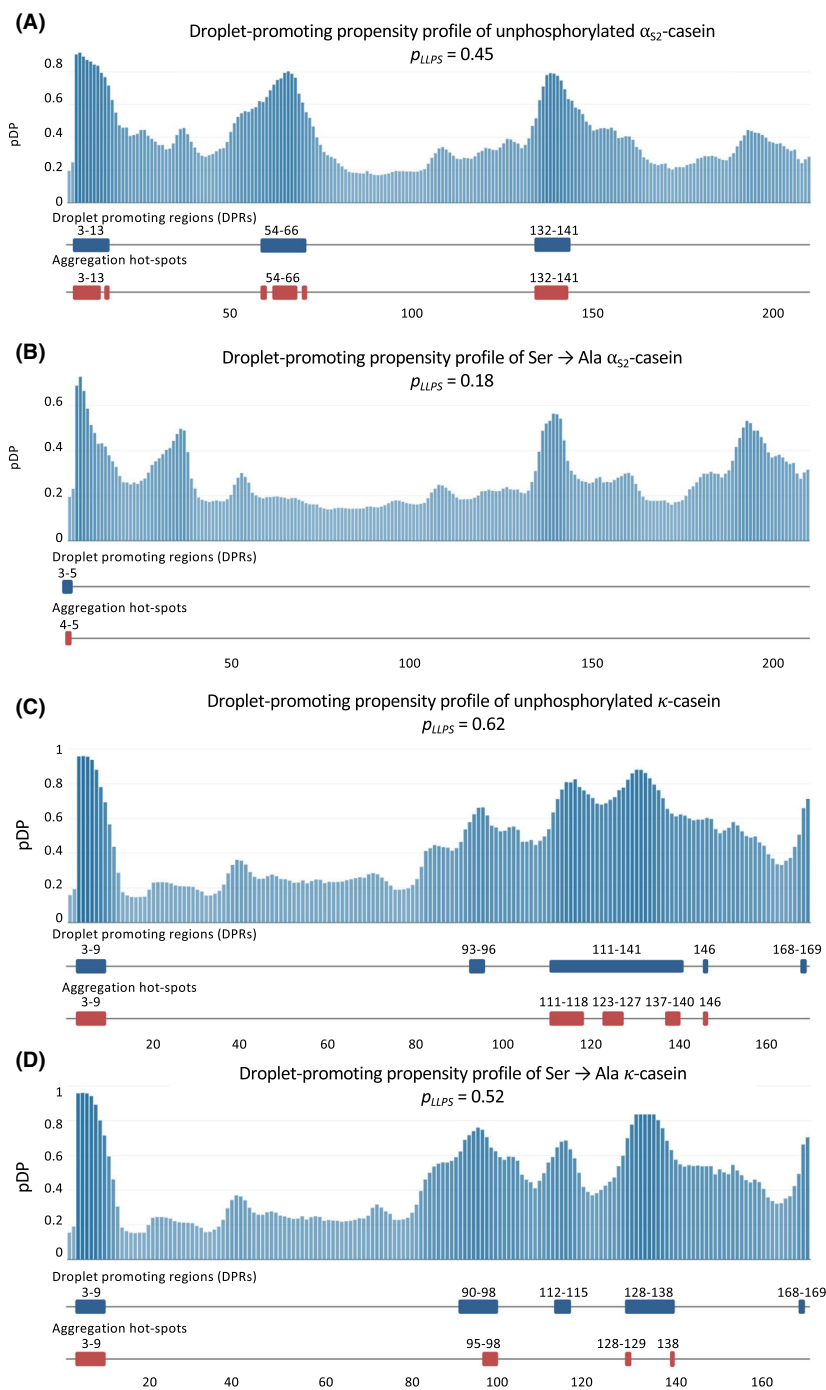 (A)
Droplet-promoting propensity profile of unphosphorylated αS2-casein
pLLPS = 0.45
0.8
0.6
0.4
0.2
0
pDP
Droplet promoting regions (DPRs)
3-13 54-66 132-141
Aggregation hot-spots
3-13 54-66 132-141
50 100 150 200
(B)
Droplet-promoting propensity profile of Ser → Ala αS2-casein
pLLPS = 0.18
0.6
0.4
0.2
0
pDP
Droplet promoting regions (DPRs)
3-5
Aggregation hot-spots
4-5
50 100 150 200
(C)
Droplet-promoting propensity profile of unphosphorylated κ-casein
pLLPS = 0.62
1
0.8
0.6
0.4
0.2
0
pDP
Droplet promoting regions (DPRs)
3-9 93-96 111-141 146 168-169
Aggregation hot-spots
3-9 111-118 123-127 137-140 146
20 40 60 80 100 120 140 160
(D)
Droplet-promoting propensity profile of Ser → Ala κ-casein
pLLPS = 0.52
1
0.8
0.6
0.4
0.2
0
pDP
Droplet promoting regions (DPRs)
3-9 90-98 112-115 128-138 168-169
Aggregation hot-spots
3-9 95-98 128-129 138
20 40 60 80 100 120 140 160